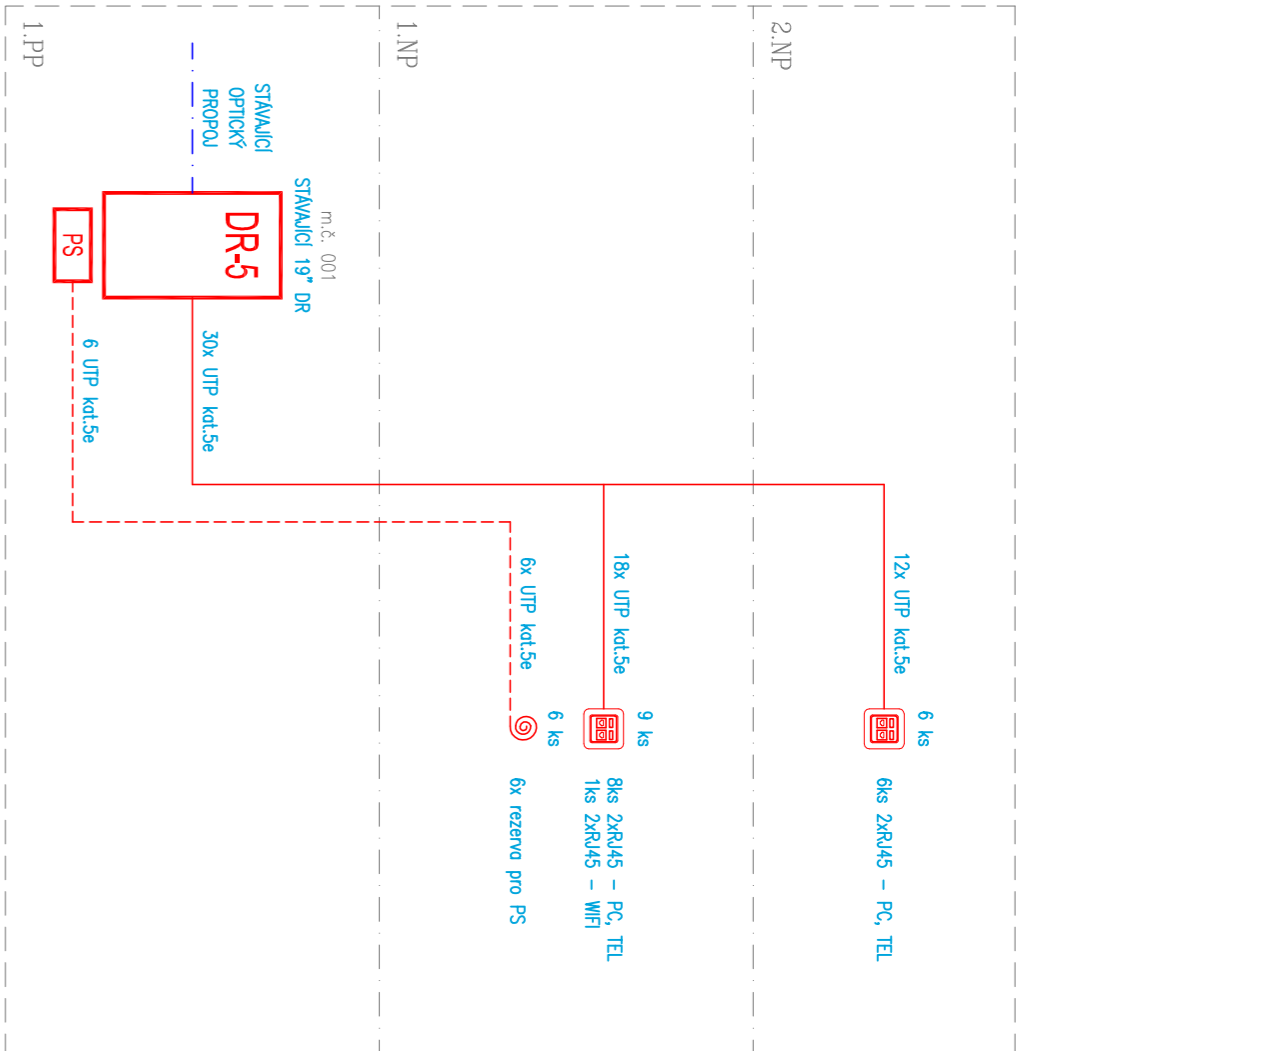 2.NP
6 ks
12x UTP kat.5e
6ks 2xRJ45 – PC, TEL
1.NP
9 ks
18x UTP kat.5e
8ks 2xRJ45 – PC, TEL
1ks 2xRJ45 – WIFI
6 ks
6x UTP kat.5e
6x rezerva pro PS
1.PP
m.č. 001
STÁVAJÍCÍ 19" DR
STÁVAJÍCÍ
OPTICKÝ
PROPOJ
DR-5
30x UTP kat.5e
PS
6 UTP kat.5e